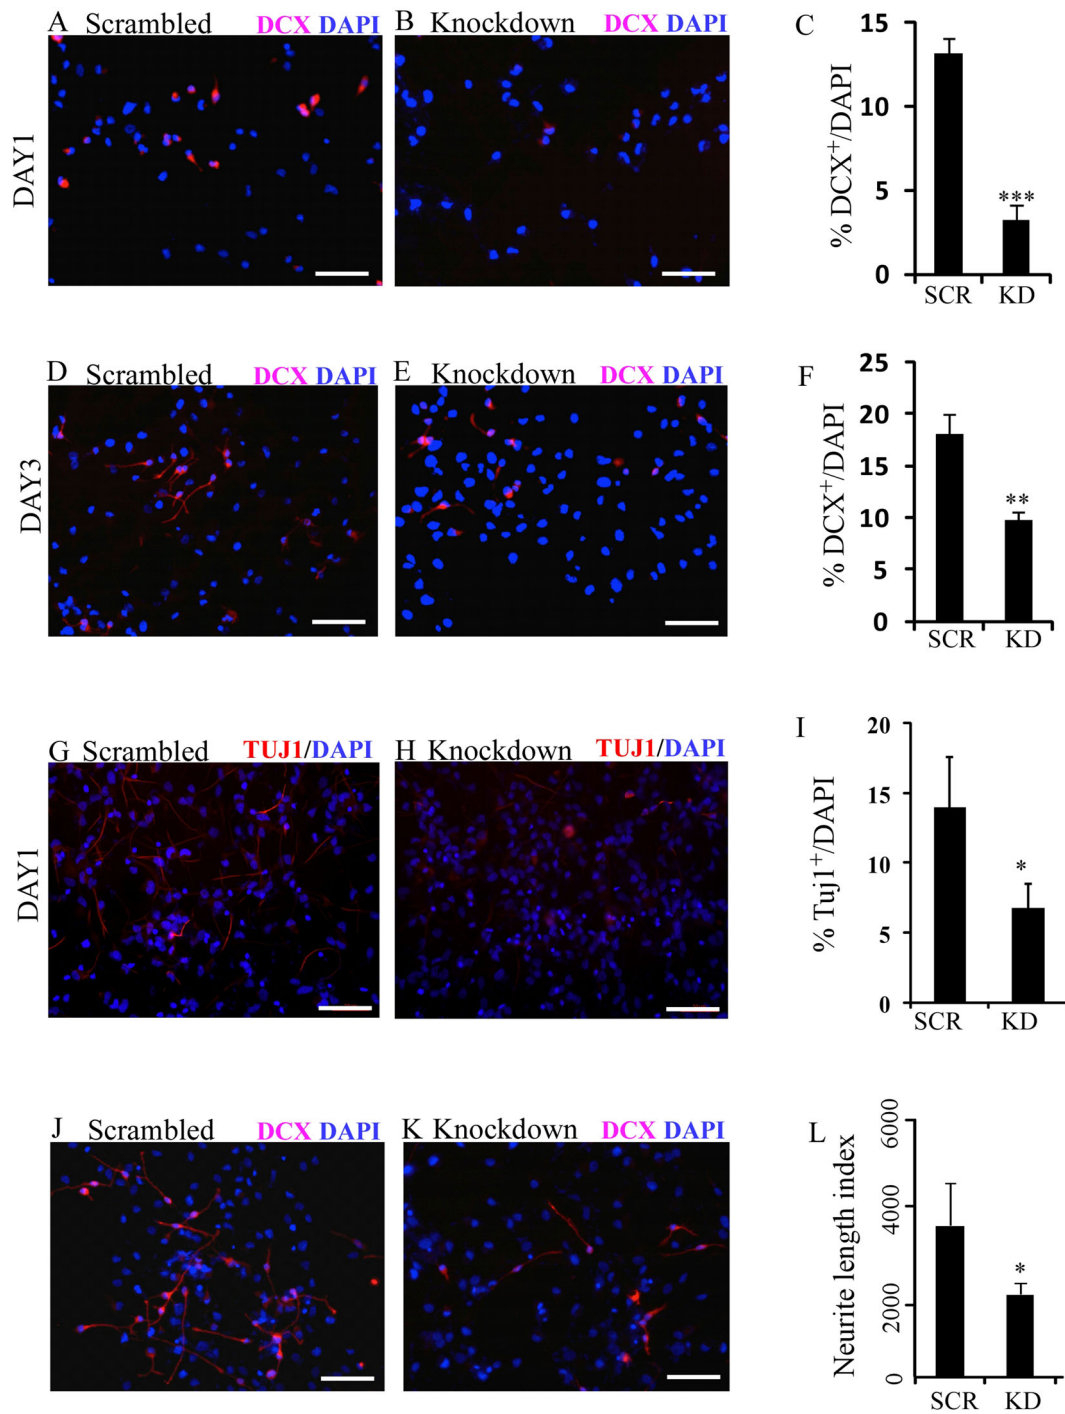 A Scrambled DCX DAPI
B Knockdown DCX DAPI
DAY1
C
% DCX⁺/DAPI
15
10
5
0
***
SCR KD
D Scrambled DCX DAPI
E Knockdown DCX DAPI
DAY3
F
% DCX⁺/DAPI
25
20
15
10
5
0
**
SCR KD
G Scrambled TUJ1/DAPI
H Knockdown TUJ1/DAPI
DAY1
I
% Tuj1⁺/DAPI
20
15
10
5
0
*
SCR KD
J Scrambled DCX DAPI
K Knockdown DCX DAPI
L
Neurite length index
6000
4000
2000
0
*
SCR KD